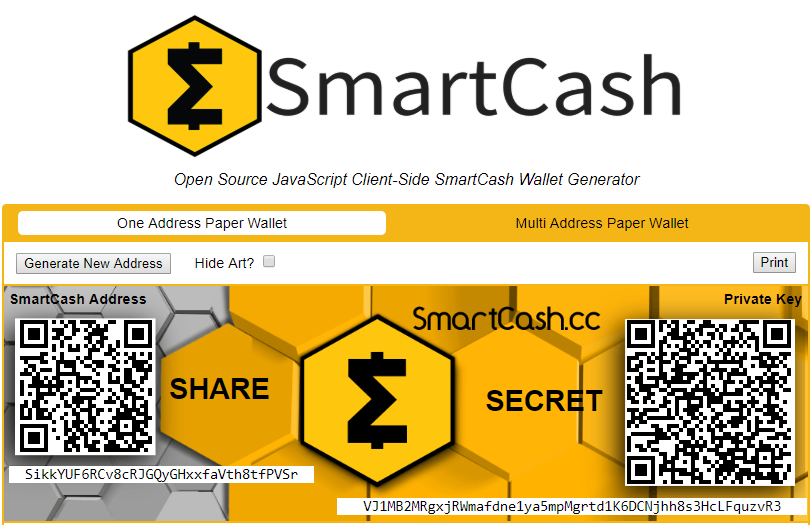 SmartCash
Open Source JavaScript Client-Side SmartCash Wallet Generator
One Address Paper Wallet
Multi Address Paper Wallet
Generate New Address
Hide Art?
Print
SmartCash Address
Private Key
SmartCash.cc
SHARE
SECRET
SikkYUF6RCv8cRJGQyGHxxfaVth8tfPVSr
VJ1MB2MRgxjRWmafdne1ya5mpMgrtd1K6DCNjhh8s3HcLFquzvR3